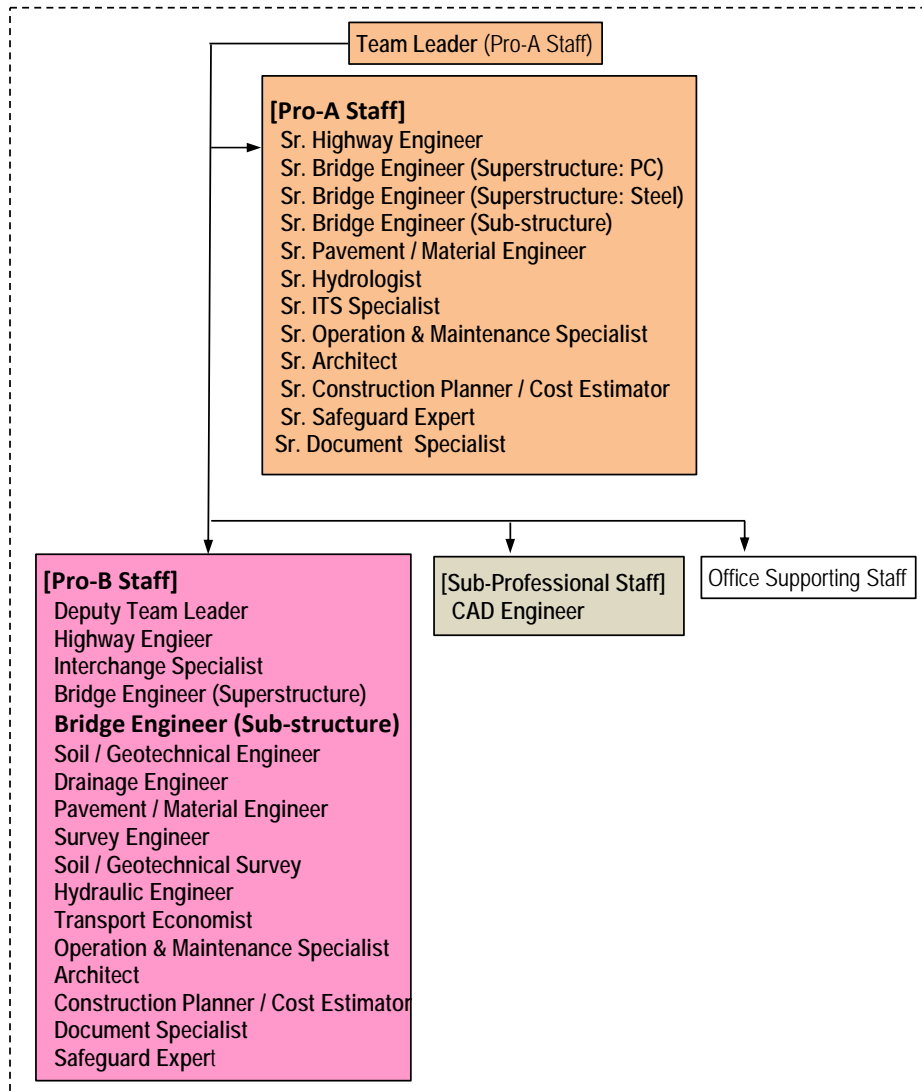 Team Leader (Pro-A Staff)
[Pro-A Staff]
Sr. Highway Engineer
Sr. Bridge Engineer (Superstructure: PC)
Sr. Bridge Engineer (Superstructure: Steel)
Sr. Bridge Engineer (Sub-structure)
Sr. Pavement / Material Engineer
Sr. Hydrologist
Sr. ITS Specialist
Sr. Operation & Maintenance Specialist
Sr. Architect
Sr. Construction Planner / Cost Estimator
Sr. Safeguard Expert
Sr. Document Specialist
[Pro-B Staff]
Deputy Team Leader
Highway Engieer
Interchange Specialist
Bridge Engineer (Superstructure)
Bridge Engineer (Sub-structure)
Soil / Geotechnical Engineer
Drainage Engineer
Pavement / Material Engineer
Survey Engineer
Soil / Geotechnical Survey
Hydraulic Engineer
Transport Economist
Operation & Maintenance Specialist
Architect
Construction Planner / Cost Estimator
Document Specialist
Safeguard Expert
[Sub-Professional Staff]
CAD Engineer
Office Supporting Staff